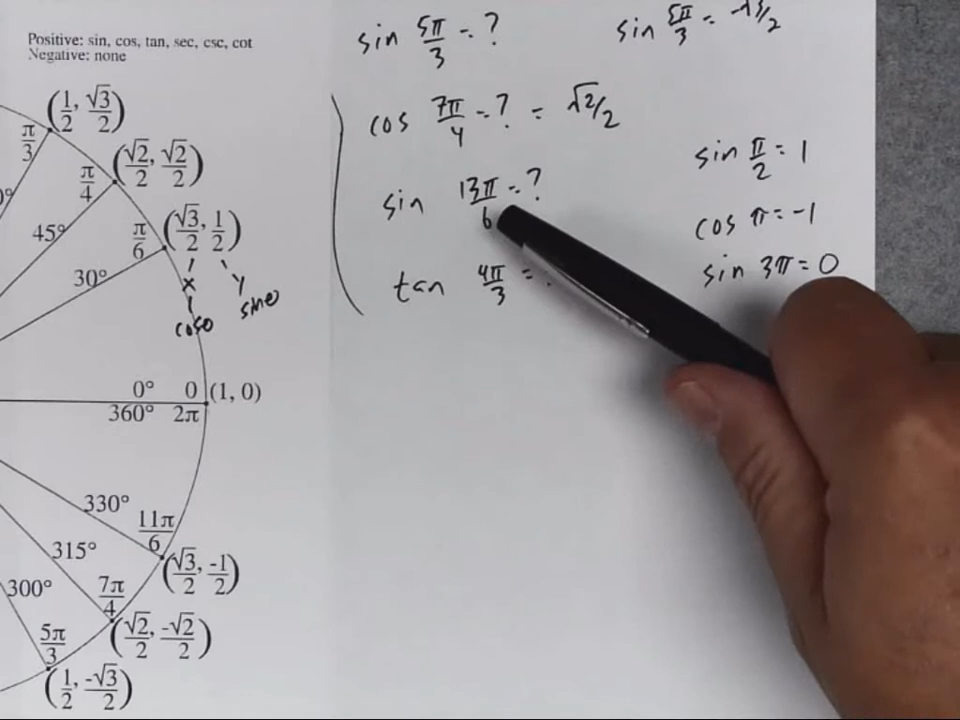 Positive: sin, cos, tan, sec, csc, cot
Negative: none
sin 5π/3 = ?
sin 5π/3 = -√3/2
cos 7π/4 = ? = √2/2
sin 13π/6 = ?
tan 4π/3 = ?
sin π/2 = 1
cos π = -1
sin 3π = 0
π/3 (1/2, √3/2)
π/4 (√2/2, √2/2)
45°
π/6 (√3/2, 1/2)
30°
x y
cosθ sinθ
0° 0 (1, 0)
360° 2π
330° 11π/6 (√3/2, -1/2)
315° 7π/4 (√2/2, -√2/2)
300° 5π/3 (1/2, -√3/2)